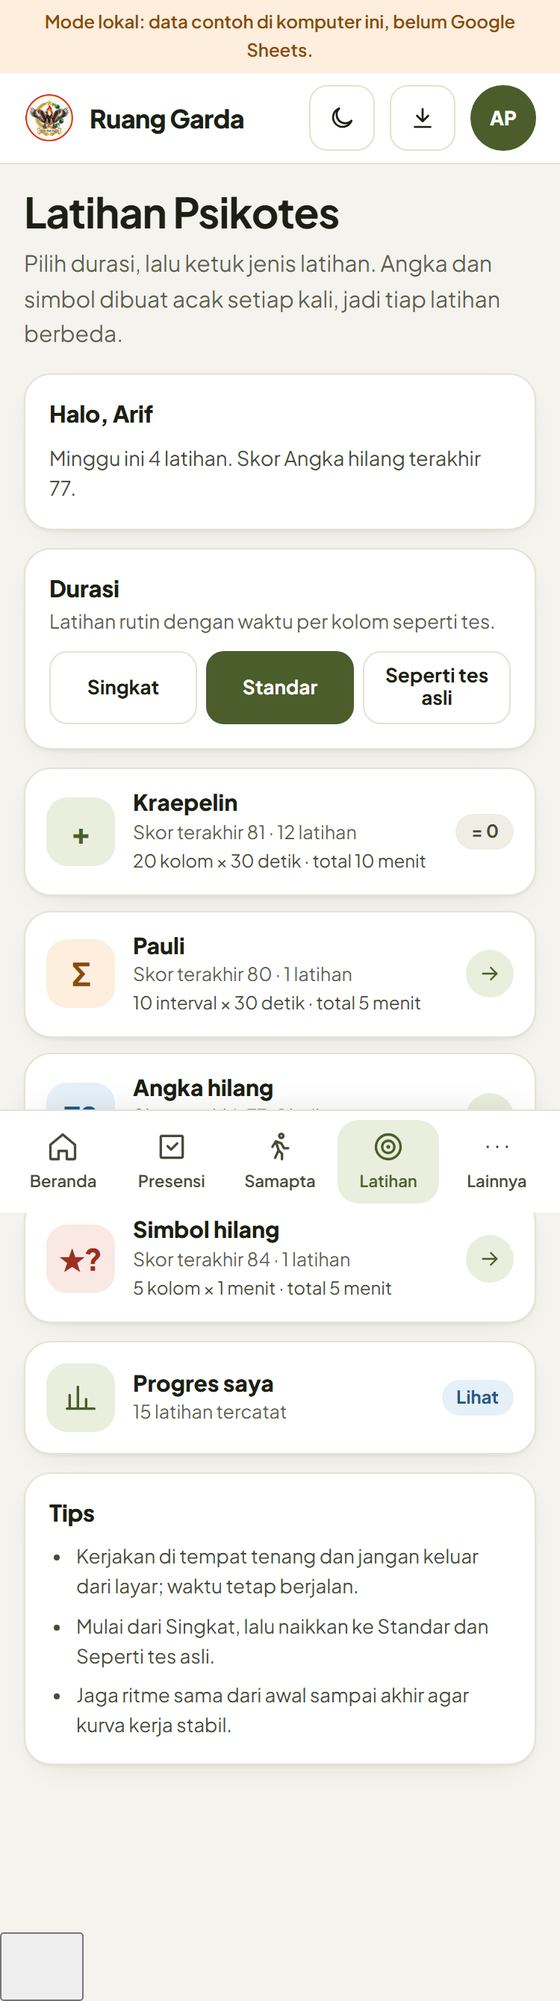 Mode lokal: data contoh di komputer ini, belum Google
Sheets.
Ruang Garda
AP
Latihan Psikotes
Pilih durasi, lalu ketuk jenis latihan. Angka dan
simbol dibuat acak setiap kali, jadi tiap latihan
berbeda.
Halo, Arif
Minggu ini 4 latihan. Skor Angka hilang terakhir
77.
Durasi
Latihan rutin dengan waktu per kolom seperti tes.
Singkat
Standar
Seperti tes
asli
+
Kraepelin
Skor terakhir 81 · 12 latihan
20 kolom × 30 detik · total 10 menit
= 0
Σ
Pauli
Skor terakhir 80 · 1 latihan
10 interval × 30 detik · total 5 menit
Angka hilang
Beranda
Presensi
Samapta
Latihan
Lainnya
★?
Simbol hilang
Skor terakhir 84 · 1 latihan
5 kolom × 1 menit · total 5 menit
Progres saya
15 latihan tercatat
Lihat
Tips
• Kerjakan di tempat tenang dan jangan keluar
dari layar; waktu tetap berjalan.
• Mulai dari Singkat, lalu naikkan ke Standar dan
Seperti tes asli.
• Jaga ritme sama dari awal sampai akhir agar
kurva kerja stabil.